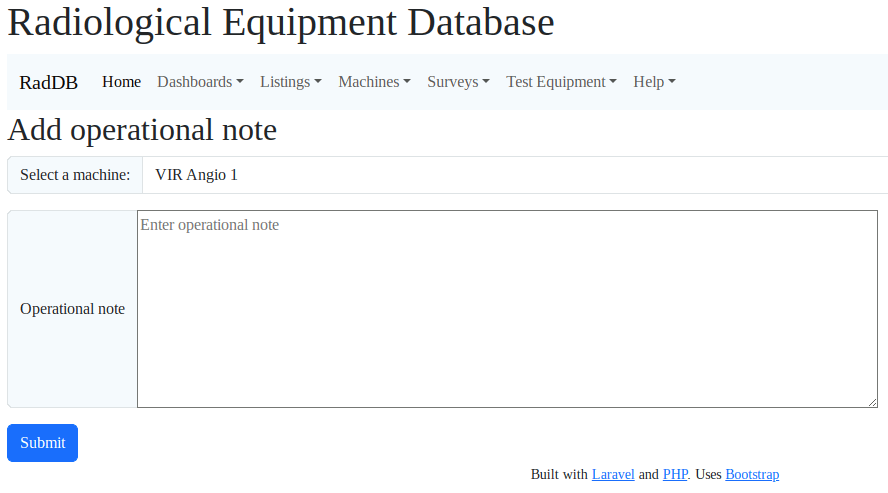 Radiological Equipment Database
RadDB Home Dashboards Listings Machines Surveys Test Equipment Help
Add operational note
Select a machine: VIR Angio 1
Enter operational note
Operational note
Submit
Built with Laravel and PHP. Uses Bootstrap